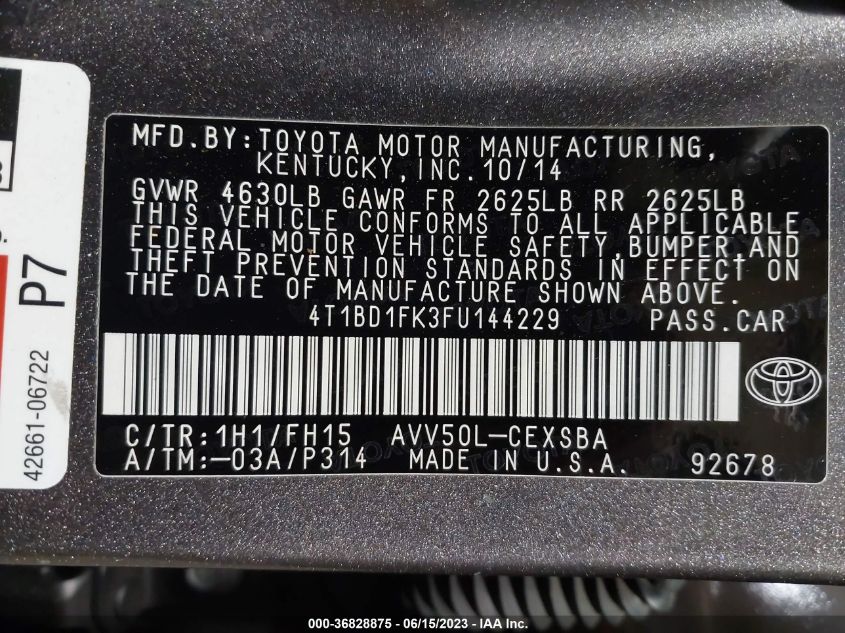 MFD.BY:TOYOTA MOTOR MANUFACTURING,
KENTUCKY,INC.10/14
GVWR 4630LB GAWR FR 2625LB RR 2625LB
THIS VEHICLE CONFORMS TO ALL APPLICABLE
FEDERAL MOTOR VEHICLE SAFETY,BUMPER,AND
THEFT PREVENTION STANDARDS IN EFFECT ON
THE DATE OF MANUFACTURE SHOWN ABOVE.
4T1BD1FK3FU144229 PASS.CAR
C/TR:1H1/FH15 AVV50L-CEXSBA
A/TM:-03A/P314 MADE IN U.S.A. 92678
P7
42661-06722
000-36828875 - 06/15/2023 - IAA Inc.